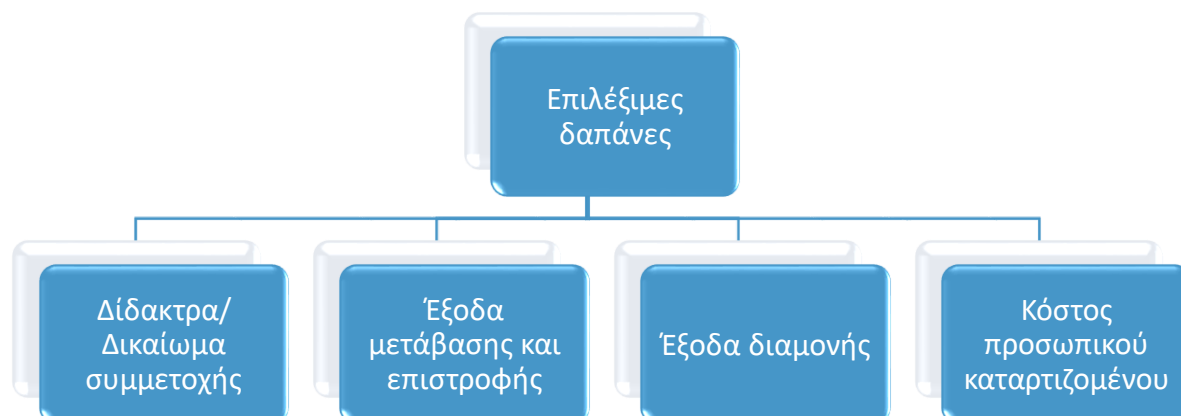 Επιλέξιμες
δαπάνες
Δίδακτρα/
Δικαίωμα
συμμετοχής
Έξοδα
μετάβασης και
επιστροφής
Έξοδα διαμονής
Κόστος
προσωπικού
καταρτιζομένου